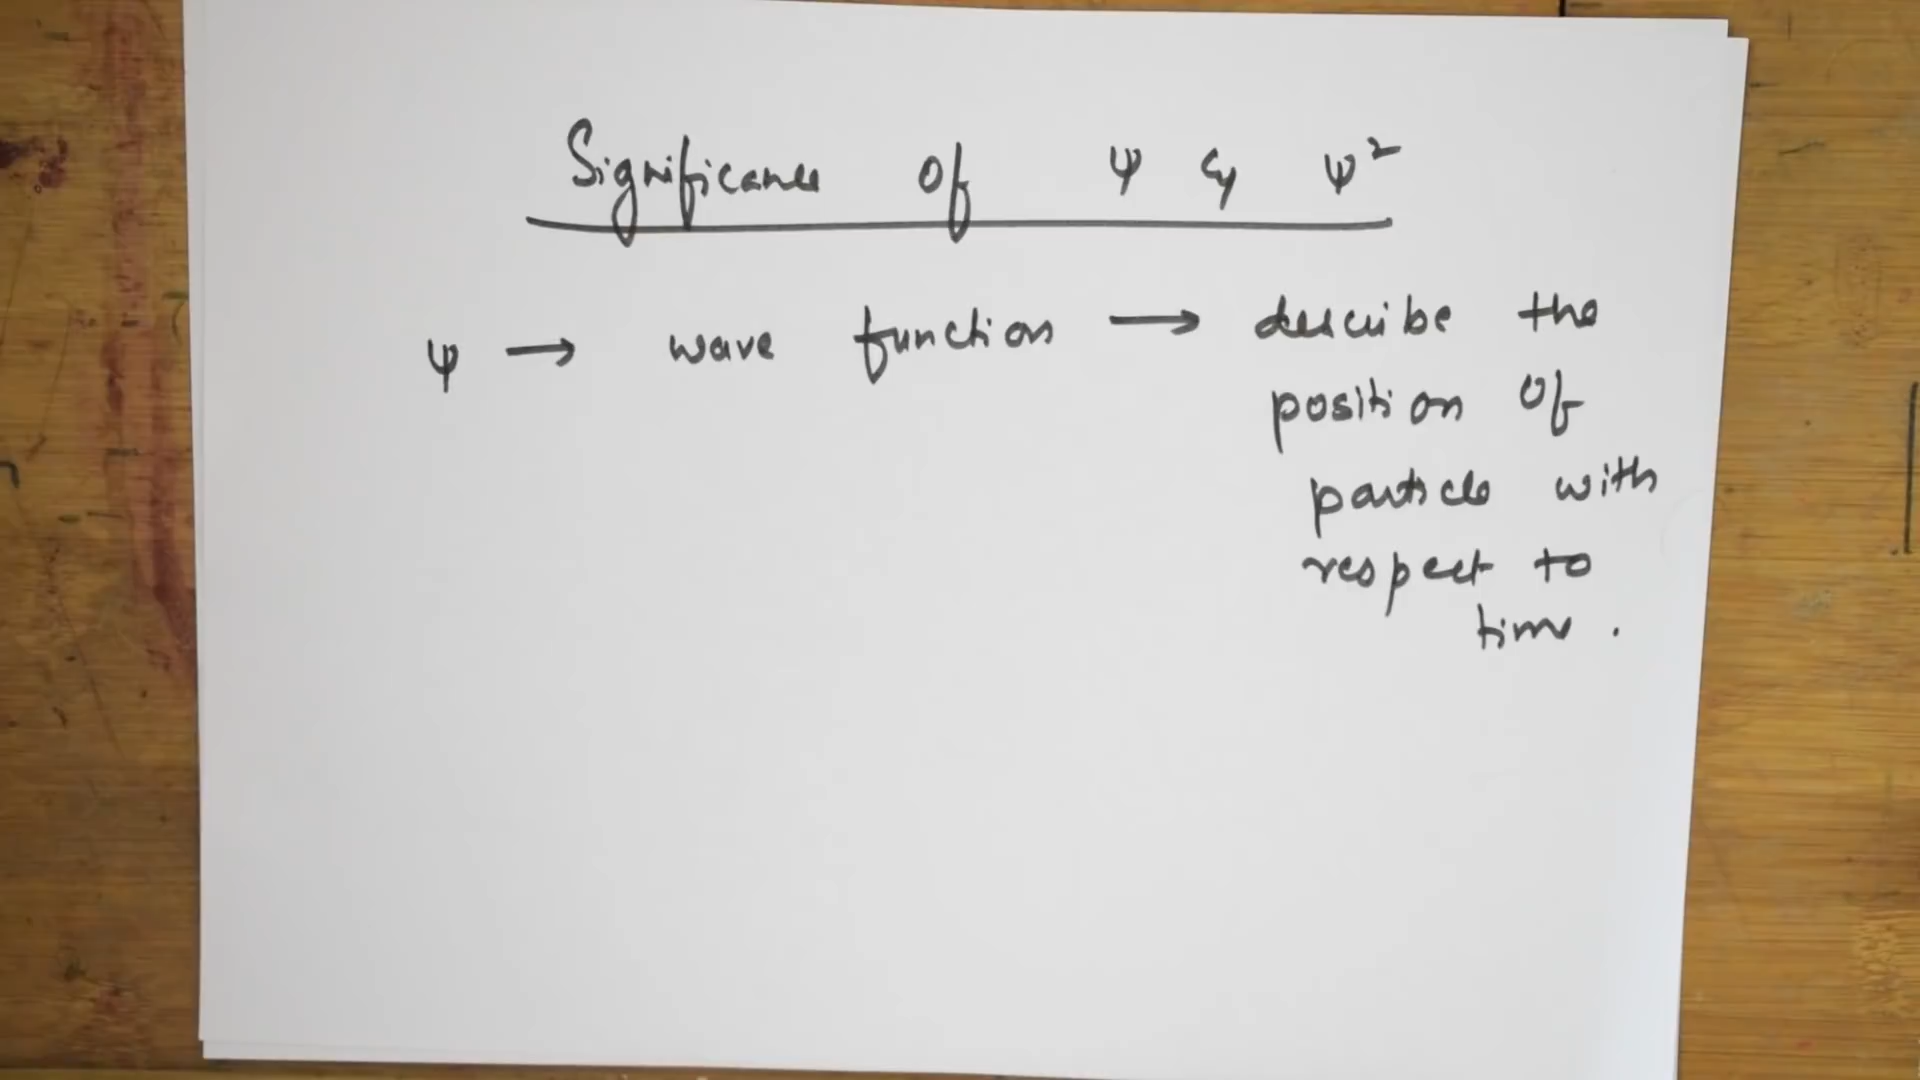 Significance Of ψ & ψ²
ψ → wave function → describe the
position of
particle with
respect to
time.